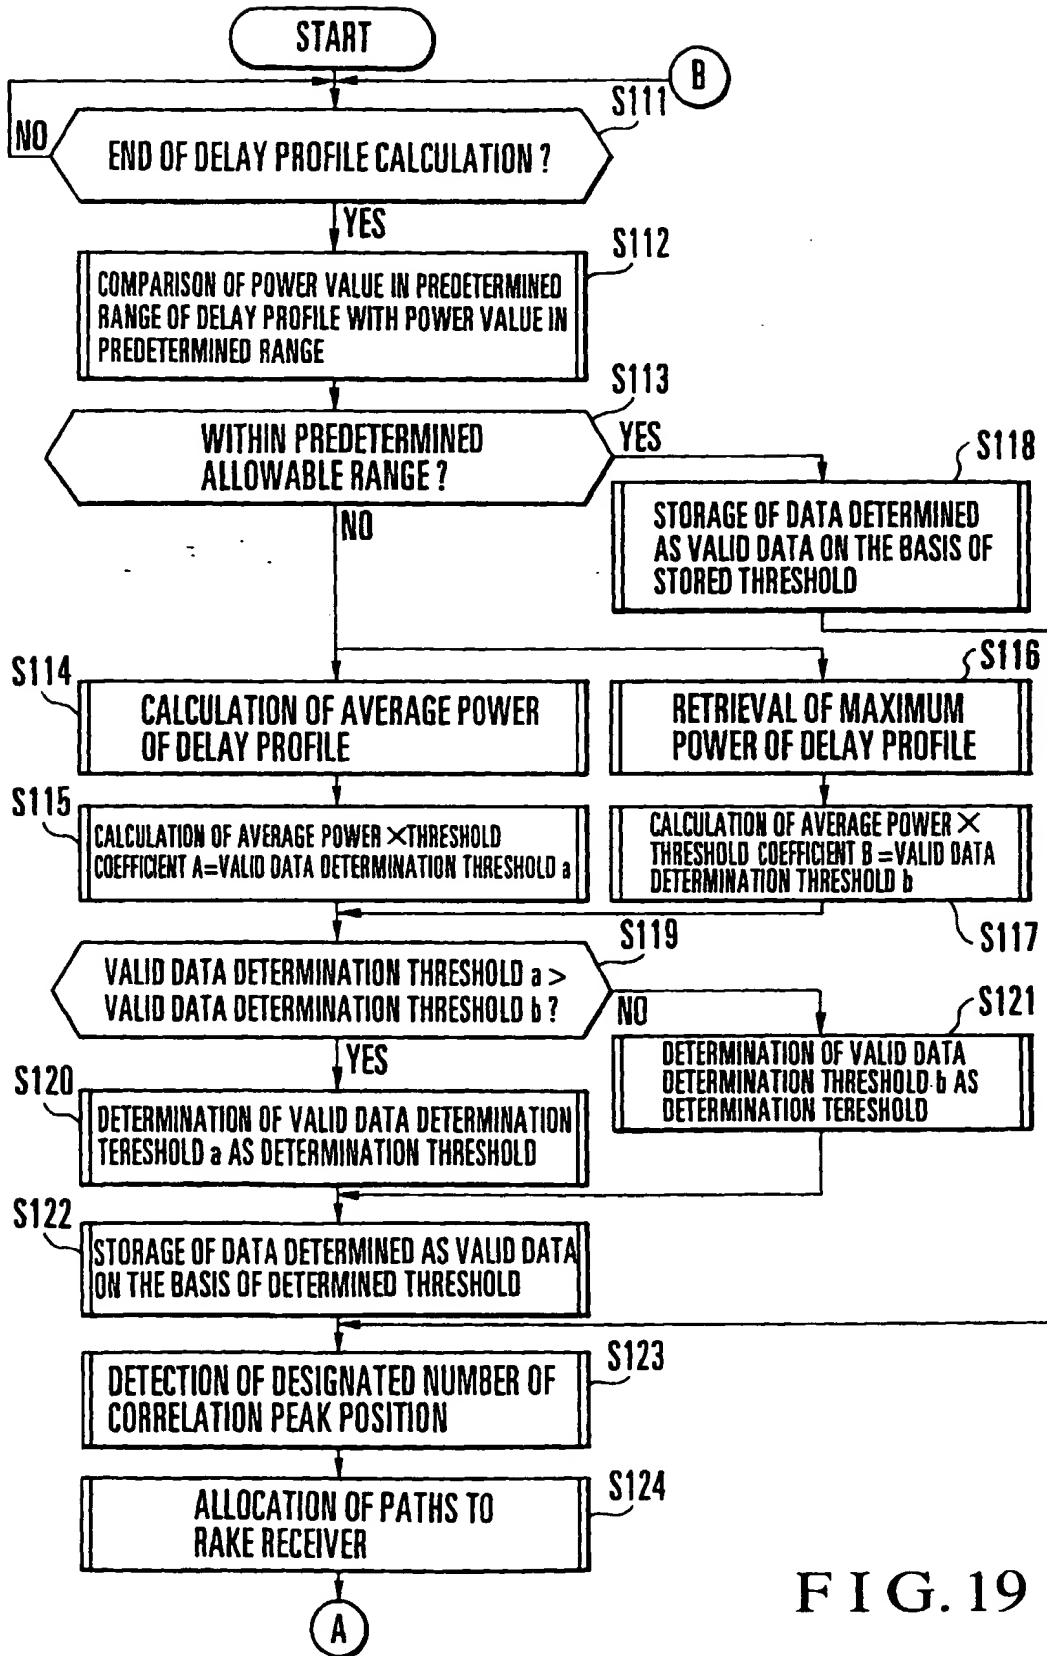 START
B
S111
NO
END OF DELAY PROFILE CALCULATION ?
YES
S112
COMPARISON OF POWER VALUE IN PREDETERMINED
RANGE OF DELAY PROFILE WITH POWER VALUE IN
PREDETERMINED RANGE
S113
WITHIN PREDETERMINED
ALLOWABLE RANGE ?
YES
NO
S118
STORAGE OF DATA DETERMINED
AS VALID DATA ON THE BASIS OF
STORED THRESHOLD
S114
CALCULATION OF AVERAGE POWER
OF DELAY PROFILE
S116
RETRIEVAL OF MAXIMUM
POWER OF DELAY PROFILE
S115
CALCULATION OF AVERAGE POWER × THRESHOLD
COEFFICIENT A = VALID DATA DETERMINATION THRESHOLD a
CALCULATION OF AVERAGE POWER ×
THRESHOLD COEFFICIENT B = VALID DATA
DETERMINATION THRESHOLD b
S117
S119
VALID DATA DETERMINATION THRESHOLD a >
VALID DATA DETERMINATION THRESHOLD b ?
NO
YES
S121
DETERMINATION OF VALID DATA
DETERMINATION THRESHOLD b AS
DETERMINATION TERESHOLD
S120
DETERMINATION OF VALID DATA DETERMINATION
TERESHOLD a AS DETERMINATION THRESHOLD
S122
STORAGE OF DATA DETERMINED AS VALID DATA
ON THE BASIS OF DETERMINED THRESHOLD
S123
DETECTION OF DESIGNATED NUMBER OF
CORRELATION PEAK POSITION
S124
ALLOCATION OF PATHS TO
RAKE RECEIVER
A
FIG. 19